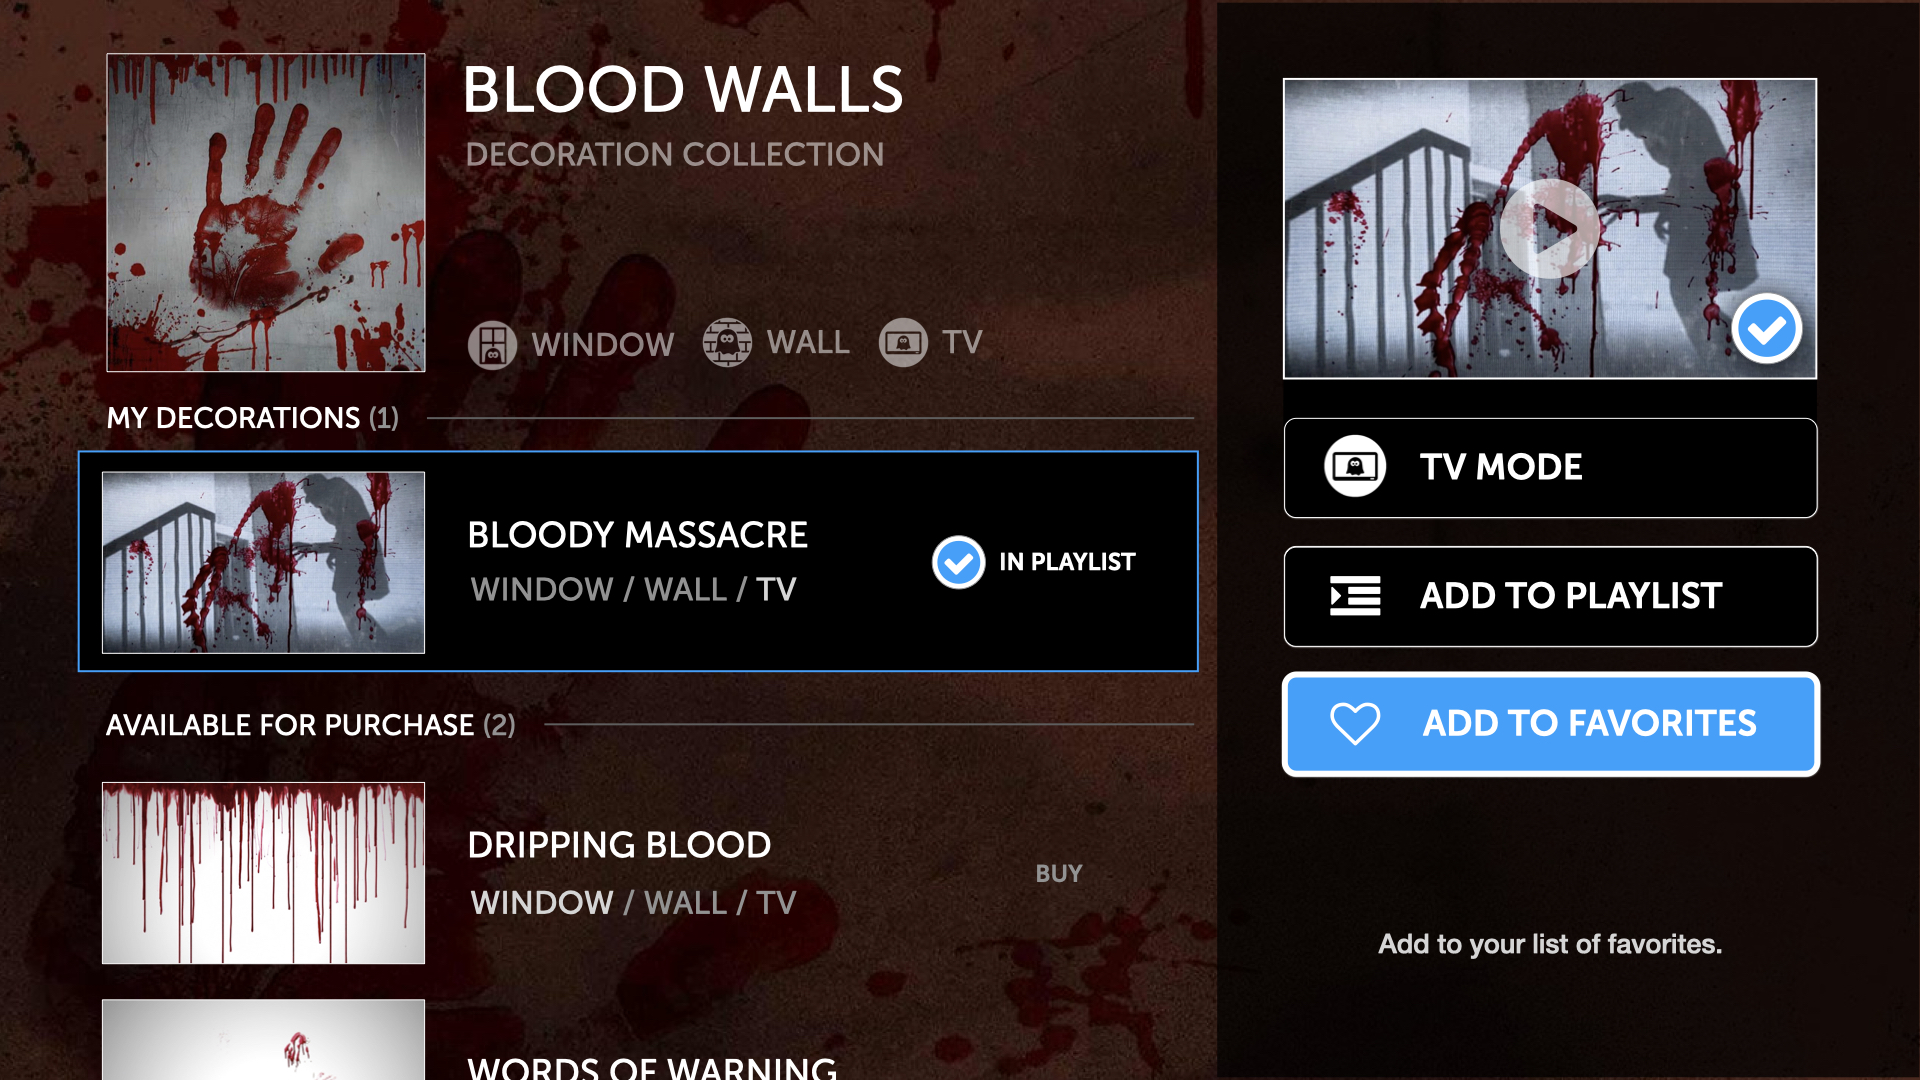 BLOOD WALLS
DECORATION COLLECTION
WINDOW WALL TV
MY DECORATIONS (1)
BLOODY MASSACRE
WINDOW / WALL / TV
IN PLAYLIST
AVAILABLE FOR PURCHASE (2)
DRIPPING BLOOD
WINDOW / WALL / TV
BUY
WORDS OF WARNING
TV MODE
ADD TO PLAYLIST
ADD TO FAVORITES
Add to your list of favorites.